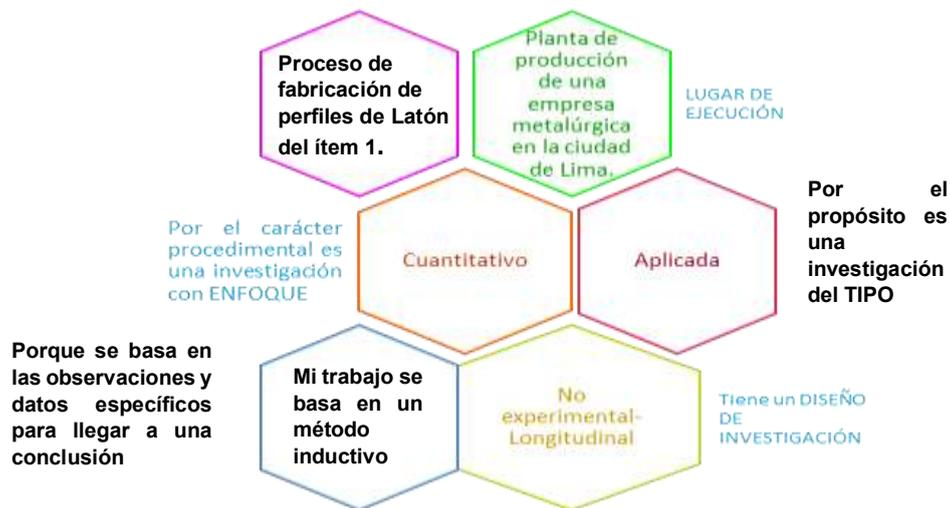 Proceso de
fabricación de
perfiles de Latón
del ítem 1.
Planta de
producción
de una
empresa
metalúrgica
en la ciudad
de Lima.
LUGAR DE
EJECUCIÓN
Por el carácter
procedimental es
una investigación
con ENFOQUE
Cuantitativo
Aplicada
Por el
propósito es
una
investigación
del TIPO
Porque se basa en
las observaciones y
datos específicos
para llegar a una
conclusión
Mi trabajo se
basa en un
método
inductivo
No
experimental-
Longitudinal
Tiene un DISEÑO
DE
INVESTIGACIÓN